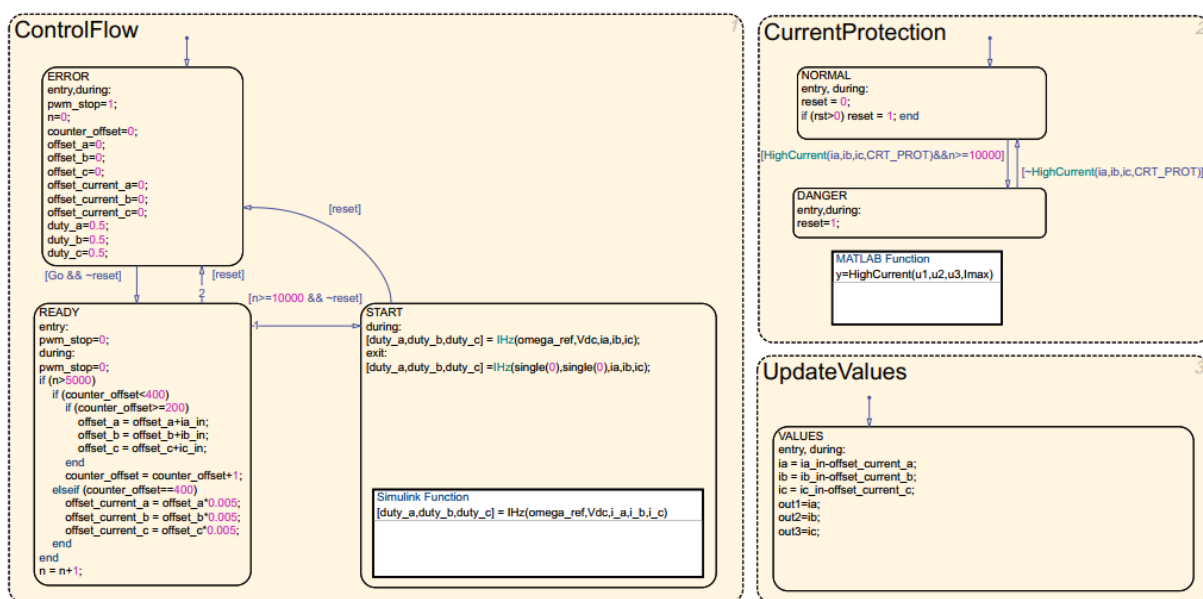 ControlFlow
1
ERROR
entry,during:
pwm_stop=1;
n=0;
counter_offset=0;
offset_a=0;
offset_b=0;
offset_c=0;
offset_current_a=0;
offset_current_b=0;
offset_current_c=0;
duty_a=0.5;
duty_b=0.5;
duty_c=0.5;
[reset]
[Go && ~reset]
[reset]
2
[n>=10000 && ~reset]
1
READY
entry:
pwm_stop=0;
during:
pwm_stop=0;
if (n>5000)
if (counter_offset<400)
if (counter_offset>=200)
offset_a = offset_a+ia_in;
offset_b = offset_b+ib_in;
offset_c = offset_c+ic_in;
end
counter_offset = counter_offset+1;
elseif (counter_offset==400)
offset_current_a = offset_a*0.005;
offset_current_b = offset_b*0.005;
offset_current_c = offset_c*0.005;
end
end
n = n+1;
START
during:
[duty_a,duty_b,duty_c] = IHz(omega_ref,Vdc,ia,ib,ic);
exit:
[duty_a,duty_b,duty_c] =IHz(single(0),single(0),ia,ib,ic);
Simulink Function
[duty_a,duty_b,duty_c] = IHz(omega_ref,Vdc,i_a,i_b,i_c)
CurrentProtection
2
NORMAL
entry, during:
reset = 0;
if (rst>0) reset = 1; end
[HighCurrent(ia,ib,ic,CRT_PROT)&&n>=10000]
[~HighCurrent(ia,ib,ic,CRT_PROT)]
DANGER
entry,during:
reset=1;
MATLAB Function
y=HighCurrent(u1,u2,u3,Imax)
UpdateValues
3
VALUES
entry, during:
ia = ia_in-offset_current_a;
ib = ib_in-offset_current_b;
ic = ic_in-offset_current_c;
out1=ia;
out2=ib;
out3=ic;